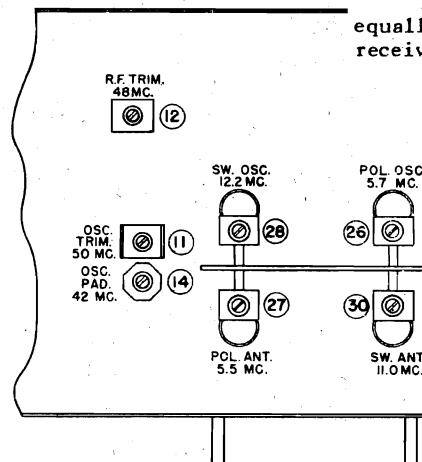 equall
receiv
R.F. TRIM.
48 MC.
12
SW. OSC.
12.2 MC.
POL. OSC
5.7 MC.
OSC.
TRIM.
50 MC.
11
28
26
OSC.
PAD.
42 MC.
14
27
30
POL. ANT.
5.5 MC.
SW. ANT
11.0 MC.